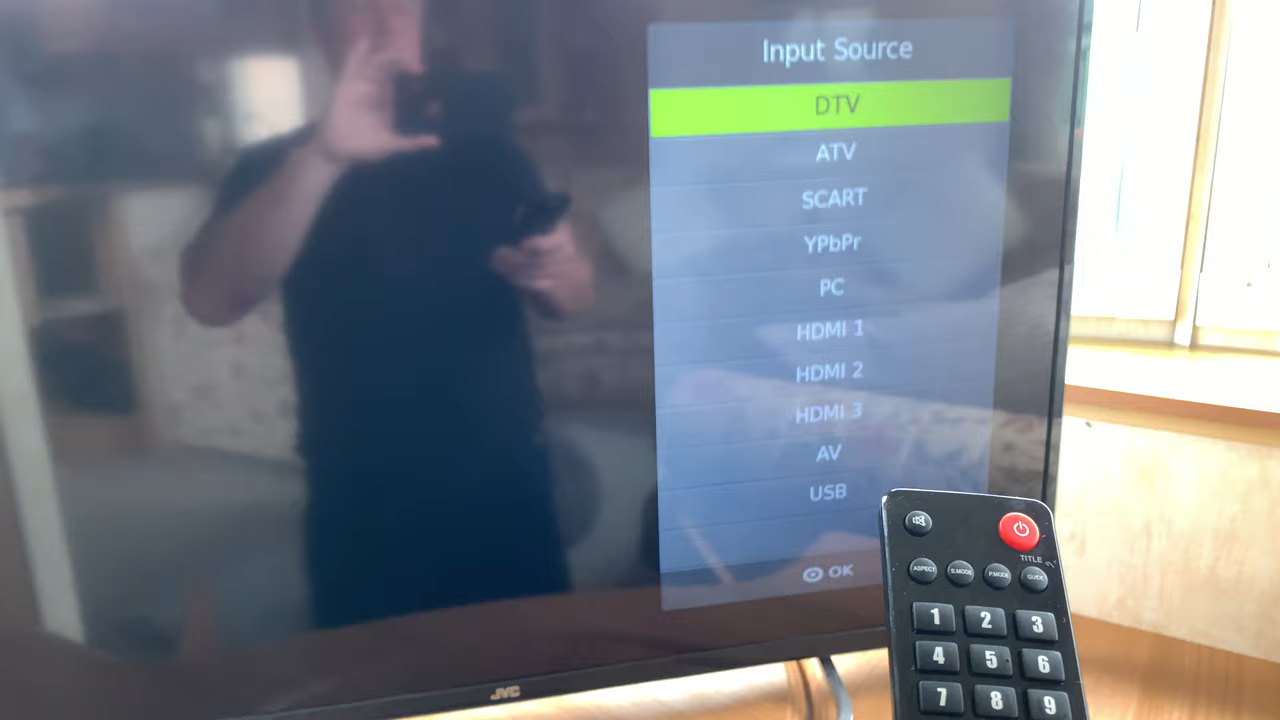 Input Source
DTV
ATV
SCART
YPbPr
PC
HDMI 1
HDMI 2
HDMI 3
AV
USB
OK
JVC
TITLE
ASPECT
S.MODE
P.MODE
GUIDE
1 2 3
4 5 6
7 8 9